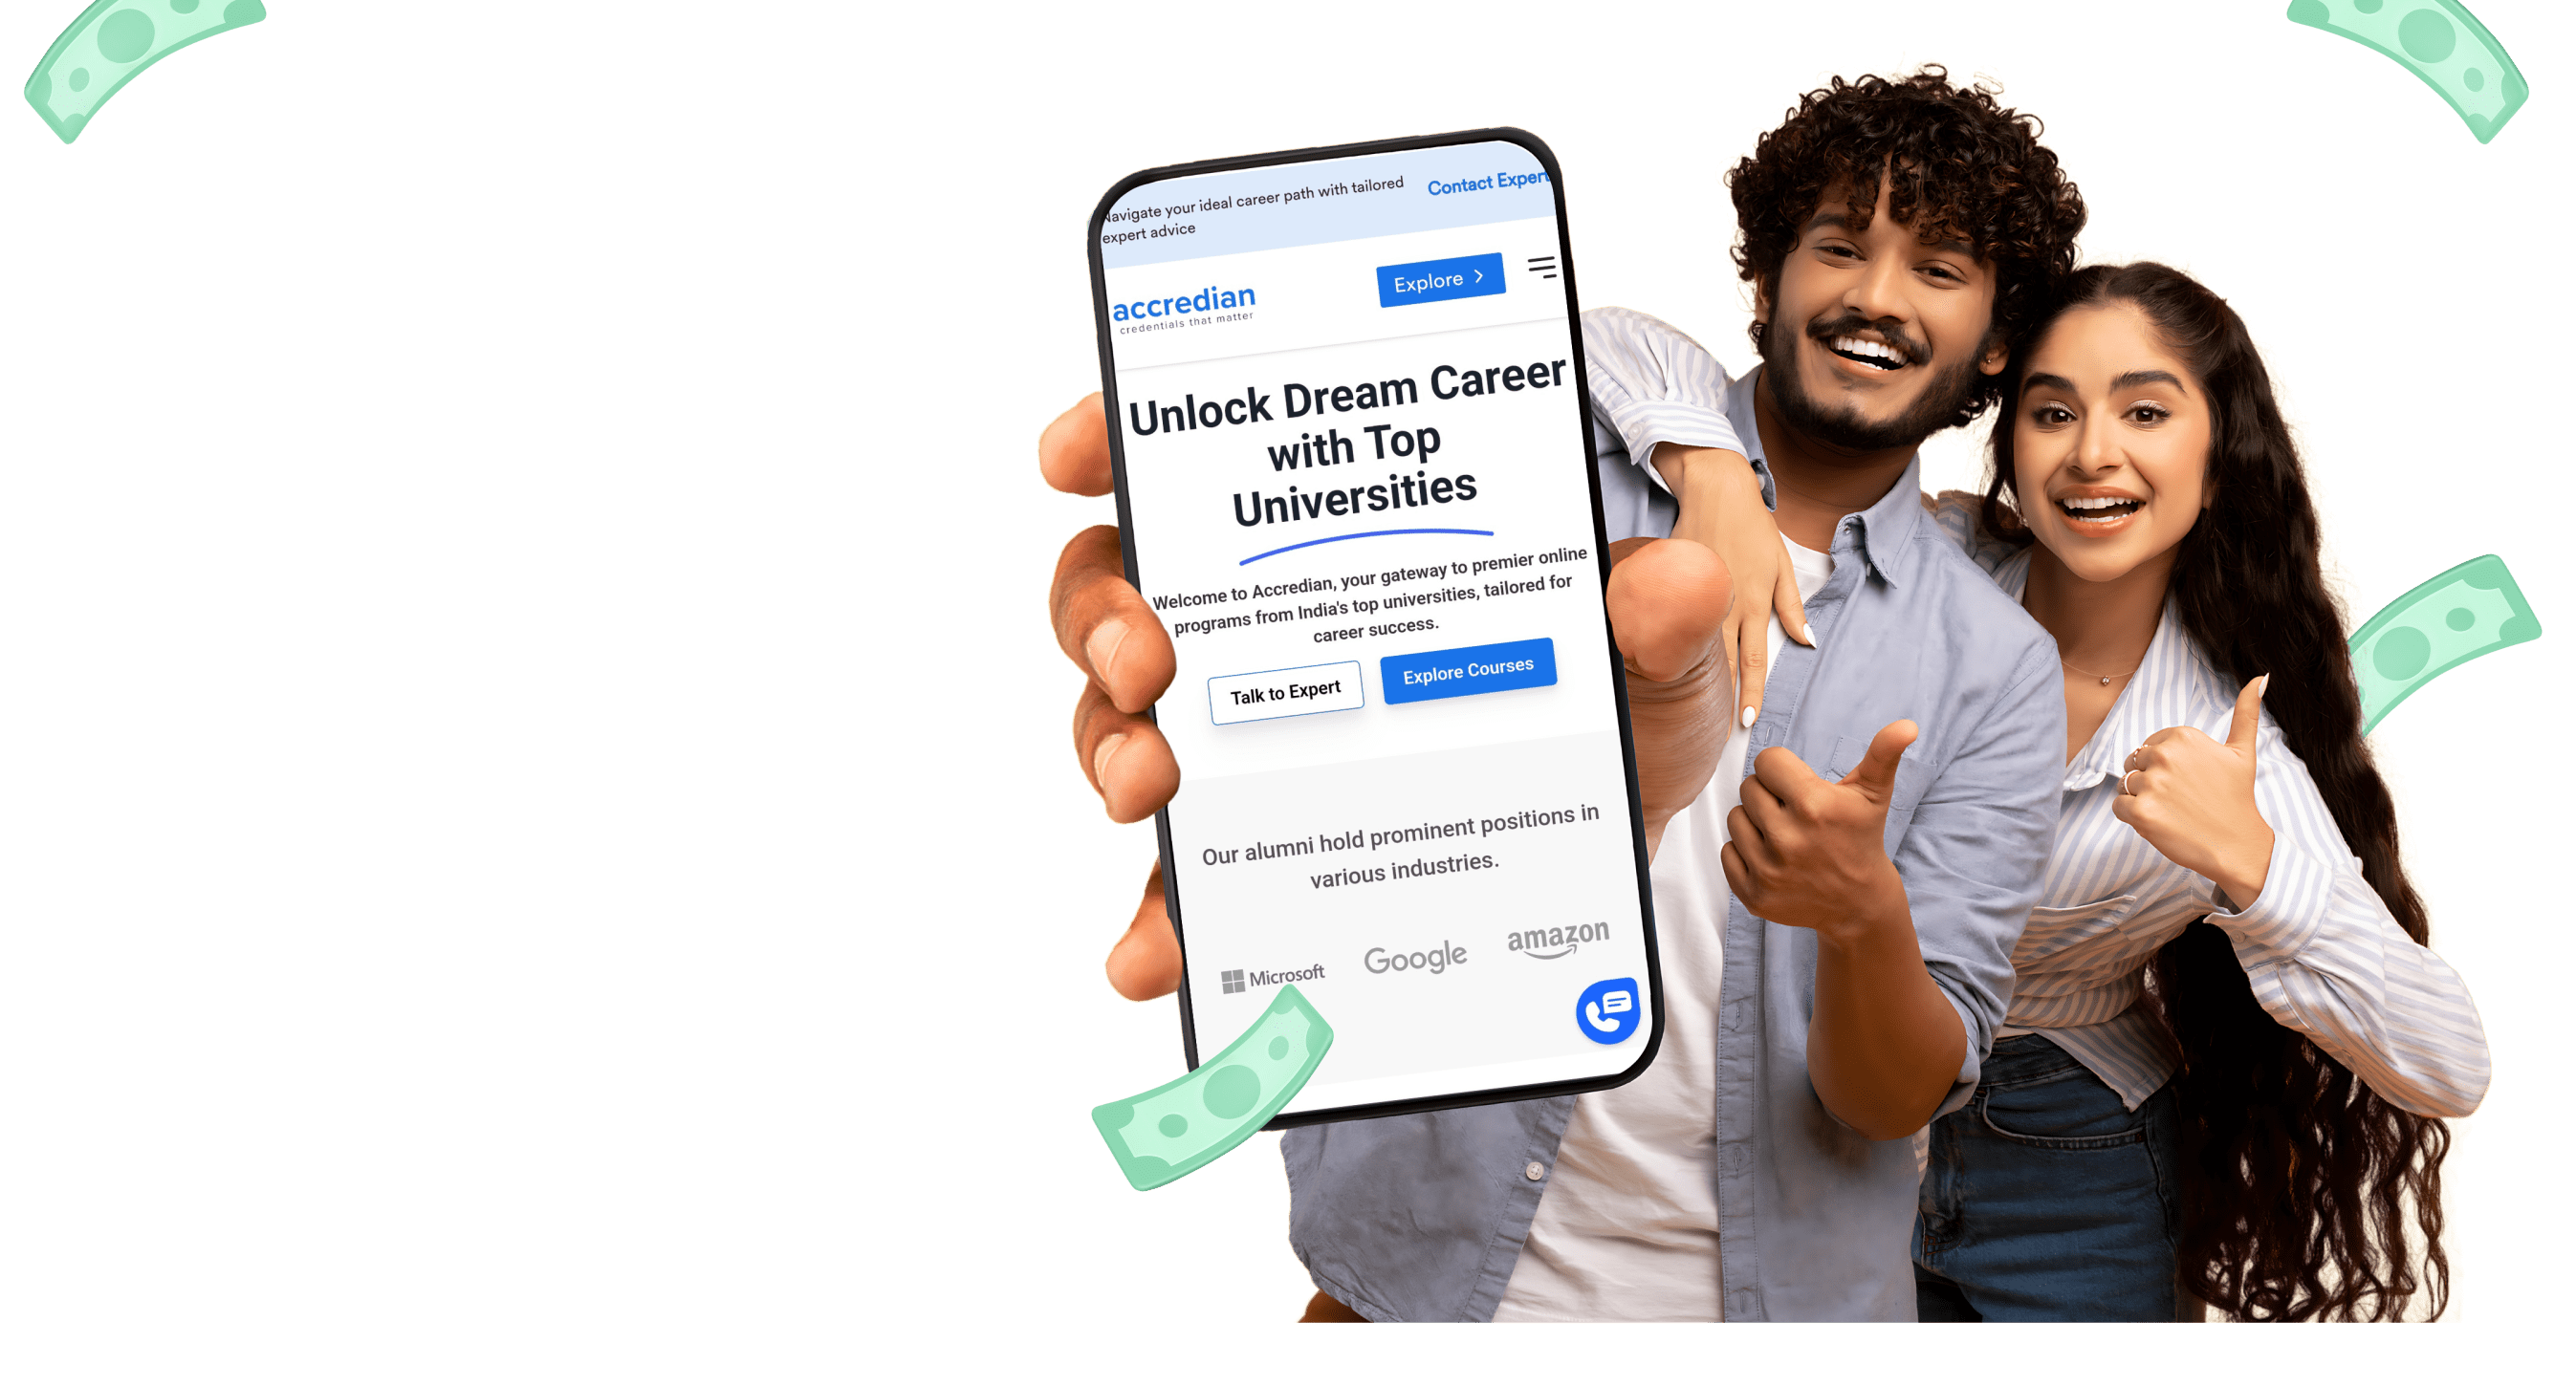 Navigate your ideal career path with tailored
expert advice
Contact Expert
accredian
credentials that matter
Explore
Unlock Dream Career
with Top
Universities
Welcome to Accredian, your gateway to premier online
programs from India's top universities, tailored for
career success.
Talk to Expert
Explore Courses
Our alumni hold prominent positions in
various industries.
Microsoft
Google
amazon